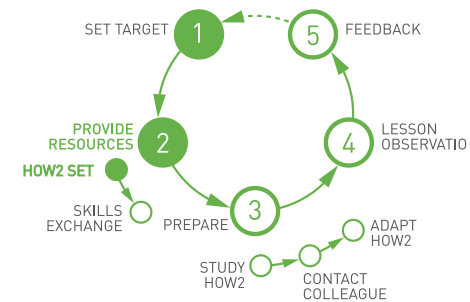 SET TARGET
1
PROVIDE
RESOURCES
2
HOW2 SET
SKILLS
EXCHANGE
PREPARE
3
STUDY
HOW2
CONTACT
COLLEAGUE
ADAPT
HOW2
4
LESSON
OBSERVATIO
5
FEEDBACK